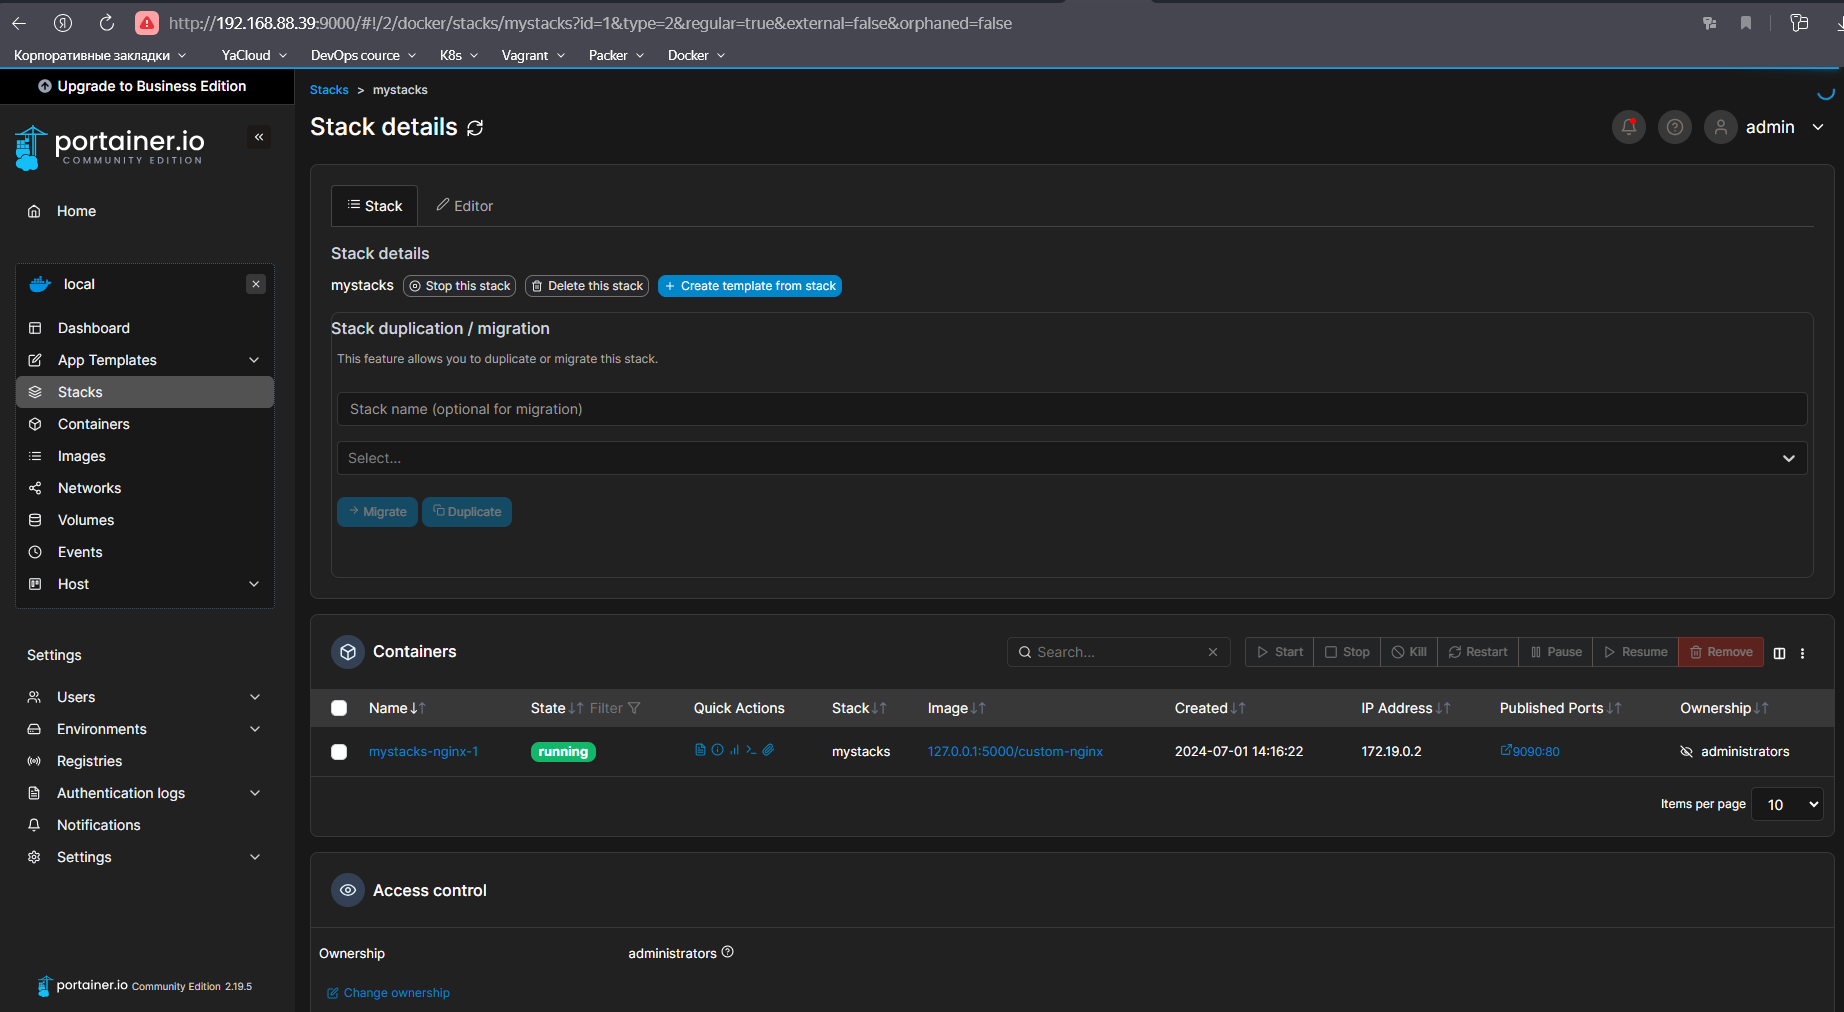 http://192.168.88.39:9000/#!/2/docker/stacks/mystacks?id=1&type=2&regular=true&external=false&orphaned=false
Корпоративные закладки YaCloud DevOps cource K8s Vagrant Packer Docker
Upgrade to Business Edition
portainer.io
COMMUNITY EDITION
Home
local
Dashboard
App Templates
Stacks
Containers
Images
Networks
Volumes
Events
Host
Settings
Users
Environments
Registries
Authentication logs
Notifications
Settings
portainer.io Community Edition 2.19.5
Stacks > mystacks
Stack details
admin
Stack Editor
Stack details
mystacks Stop this stack Delete this stack + Create template from stack
Stack duplication / migration
This feature allows you to duplicate or migrate this stack.
Stack name (optional for migration)
Select...
Migrate Duplicate
Containers Search... Start Stop Kill Restart Pause Resume Remove
Name State Filter Quick Actions Stack Image Created IP Address Published Ports Ownership
mystacks-nginx-1 running mystacks 127.0.0.1:5000/custom-nginx 2024-07-01 14:16:22 172.19.0.2 9090:80 administrators
Items per page 10
Access control
Ownership administrators
Change ownership